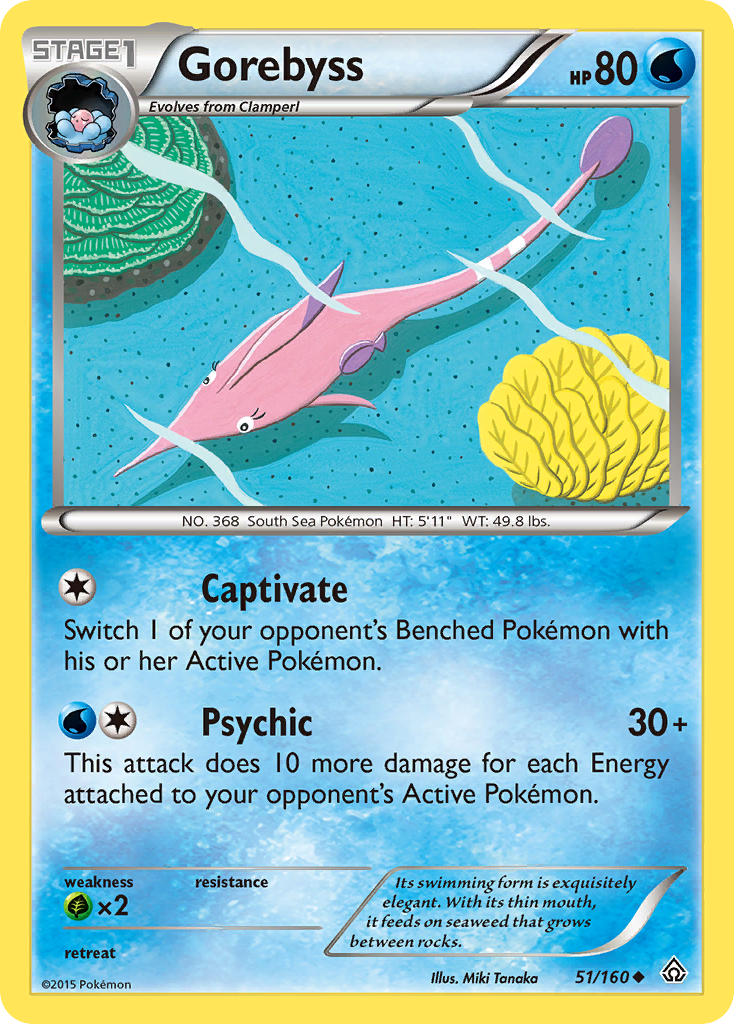 STAGE1
Gorebyss
HP 80
Evolves from Clamperl
NO. 368 South Sea Pokémon HT: 5'11" WT: 49.8 lbs.
Captivate
Switch 1 of your opponent's Benched Pokémon with
his or her Active Pokémon.
Psychic 30+
This attack does 10 more damage for each Energy
attached to your opponent's Active Pokémon.
weakness resistance
×2
retreat
Its swimming form is exquisitely
elegant. With its thin mouth,
it feeds on seaweed that grows
between rocks.
©2015 Pokémon
Illus. Miki Tanaka 51/160